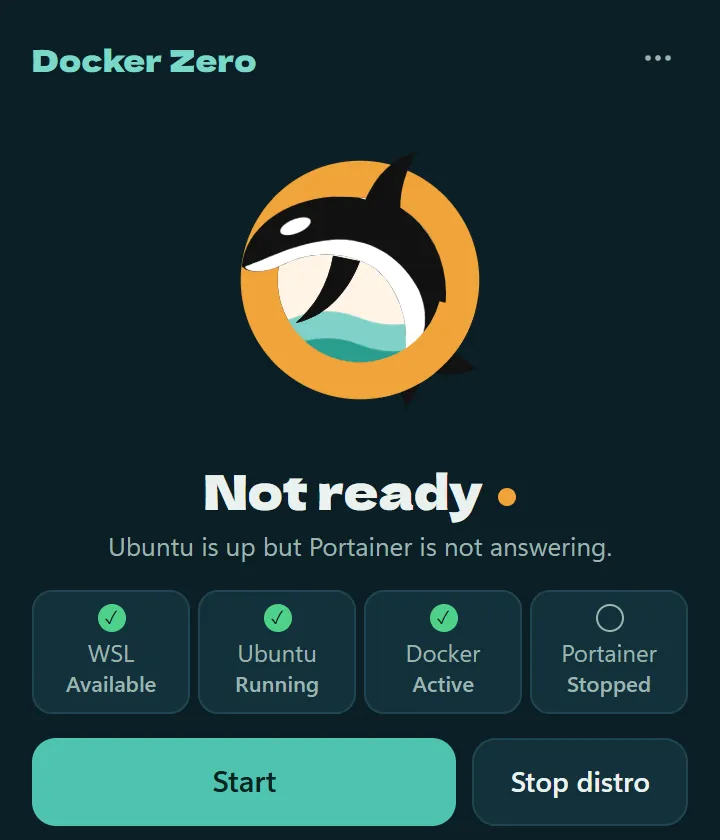 Docker Zero
Not ready
Ubuntu is up but Portainer is not answering.
WSL
Available
Ubuntu
Running
Docker
Active
Portainer
Stopped
Start
Stop distro